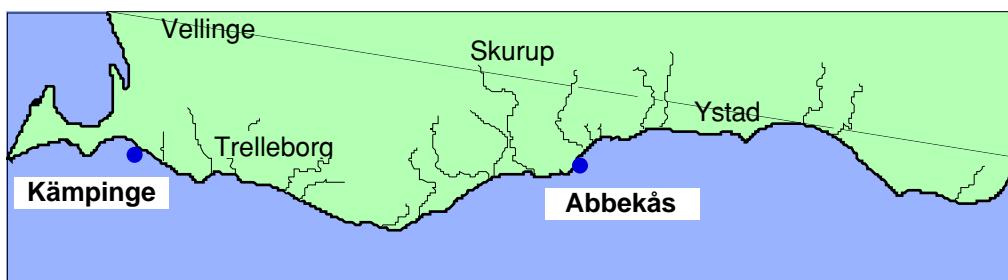 Vellinge
Skurup
Ystad
Trelleborg
Kämpinge
Abbekås